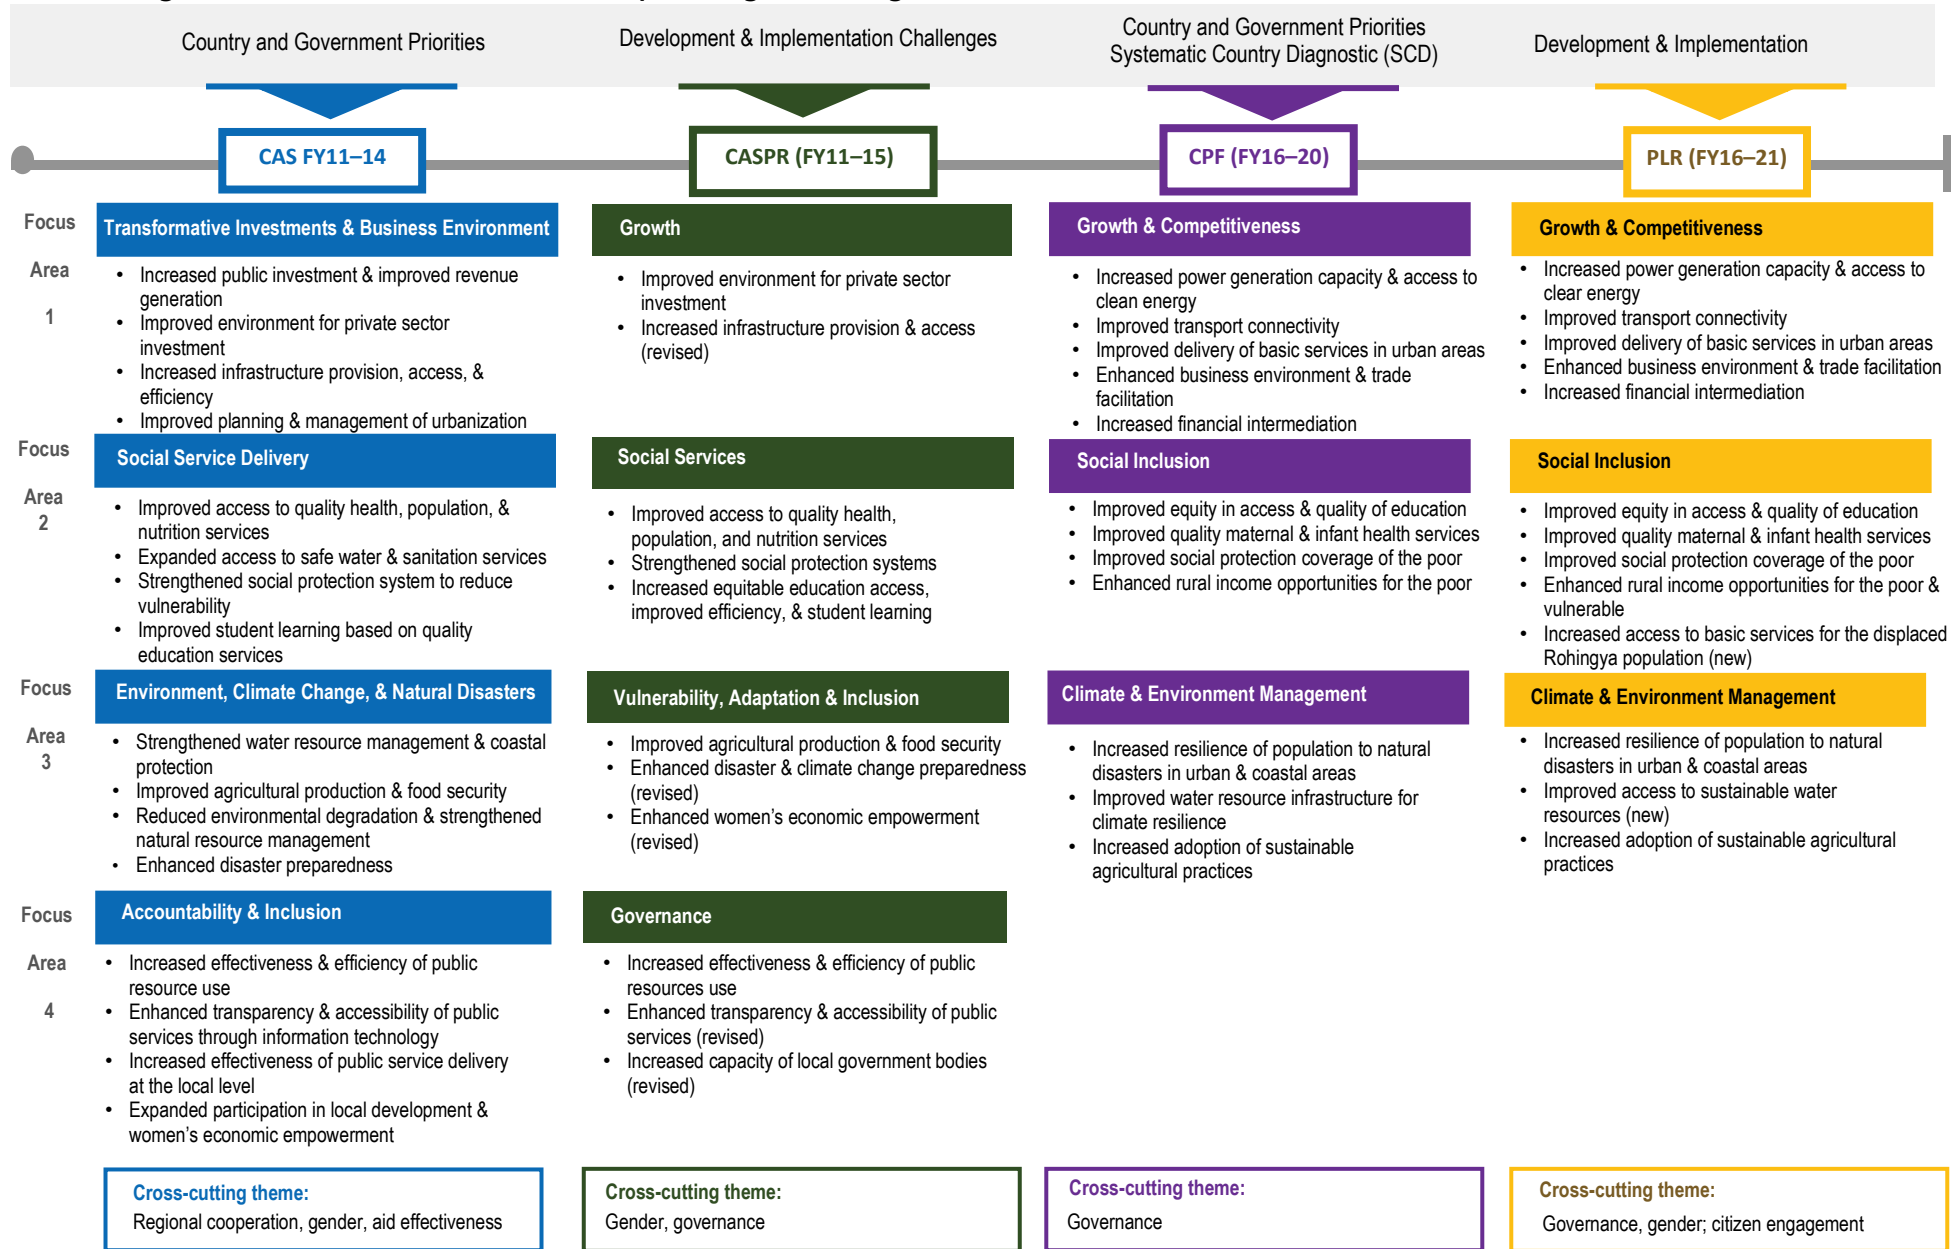 Country and Government Priorities
Development & Implementation Challenges
Country and Government Priorities
Systematic Country Diagnostic (SCD)
Development & Implementation
CAS FY11–14
CASPR (FY11–15)
CPF (FY16–20)
PLR (FY16–21)
Focus
Area
1
Transformative Investments & Business Environment
• Increased public investment & improved revenue
generation
• Improved environment for private sector
investment
• Increased infrastructure provision, access, &
efficiency
• Improved planning & management of urbanization
Growth
• Improved environment for private sector
investment
• Increased infrastructure provision & access
(revised)
Growth & Competitiveness
• Increased power generation capacity & access to
clean energy
• Improved transport connectivity
• Improved delivery of basic services in urban areas
• Enhanced business environment & trade
facilitation
• Increased financial intermediation
Growth & Competitiveness
• Increased power generation capacity & access to
clear energy
• Improved transport connectivity
• Improved delivery of basic services in urban areas
• Enhanced business environment & trade facilitation
• Increased financial intermediation
Focus
Area
2
Social Service Delivery
• Improved access to quality health, population, &
nutrition services
• Expanded access to safe water & sanitation services
• Strengthened social protection system to reduce
vulnerability
• Improved student learning based on quality
education services
Social Services
• Improved access to quality health,
population, and nutrition services
• Strengthened social protection systems
• Increased equitable education access,
improved efficiency, & student learning
Social Inclusion
• Improved equity in access & quality of education
• Improved quality maternal & infant health services
• Improved social protection coverage of the poor
• Enhanced rural income opportunities for the poor
Social Inclusion
• Improved equity in access & quality of education
• Improved quality maternal & infant health services
• Improved social protection coverage of the poor
• Enhanced rural income opportunities for the poor &
vulnerable
• Increased access to basic services for the displaced
Rohingya population (new)
Focus
Area
3
Environment, Climate Change, & Natural Disasters
• Strengthened water resource management & coastal
protection
• Improved agricultural production & food security
• Reduced environmental degradation & strengthened
natural resource management
• Enhanced disaster preparedness
Vulnerability, Adaptation & Inclusion
• Improved agricultural production & food security
• Enhanced disaster & climate change preparedness
(revised)
• Enhanced women's economic empowerment
(revised)
Climate & Environment Management
• Increased resilience of population to natural
disasters in urban & coastal areas
• Improved water resource infrastructure for
climate resilience
• Increased adoption of sustainable
agricultural practices
Climate & Environment Management
• Increased resilience of population to natural
disasters in urban & coastal areas
• Improved access to sustainable water
resources (new)
• Increased adoption of sustainable agricultural
practices
Focus
Area
4
Accountability & Inclusion
• Increased effectiveness & efficiency of public
resource use
• Enhanced transparency & accessibility of public
services through information technology
• Increased effectiveness of public service delivery
at the local level
• Expanded participation in local development &
women's economic empowerment
Governance
• Increased effectiveness & efficiency of public
resources use
• Enhanced transparency & accessibility of public
services (revised)
• Increased capacity of local government bodies
(revised)
Cross-cutting theme:
Regional cooperation, gender, aid effectiveness
Cross-cutting theme:
Gender, governance
Cross-cutting theme:
Governance
Cross-cutting theme:
Governance, gender; citizen engagement